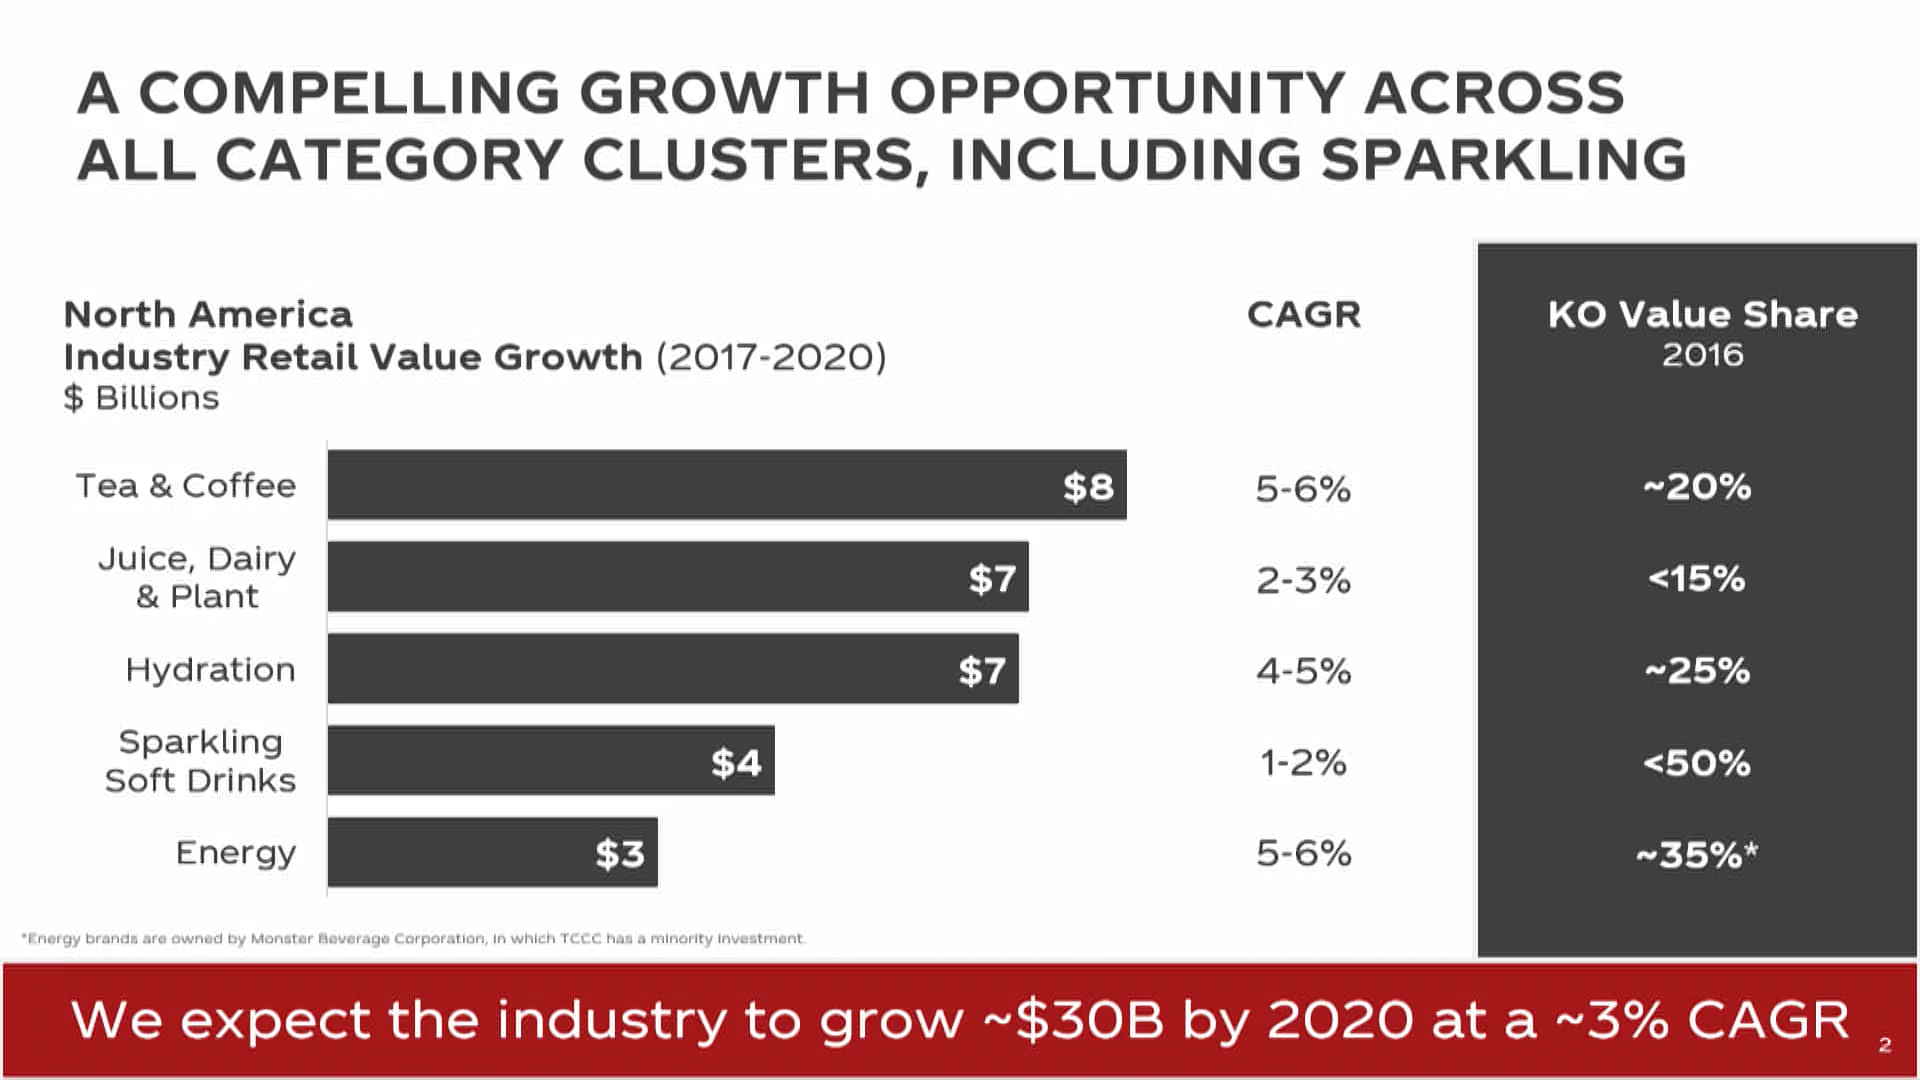 A COMPELLING GROWTH OPPORTUNITY ACROSS
ALL CATEGORY CLUSTERS, INCLUDING SPARKLING
North America
Industry Retail Value Growth (2017-2020)
$ Billions
CAGR
KO Value Share
2016
Tea & Coffee
$8
5-6%
~20%
Juice, Dairy
& Plant
$7
2-3%
<15%
Hydration
$7
4-5%
~25%
Sparkling
Soft Drinks
$4
1-2%
<50%
Energy
$3
5-6%
~35%*
*Energy brands are owned by Monster Beverage Corporation, in which TCCC has a minority investment.
We expect the industry to grow ~$30B by 2020 at a ~3% CAGR
2